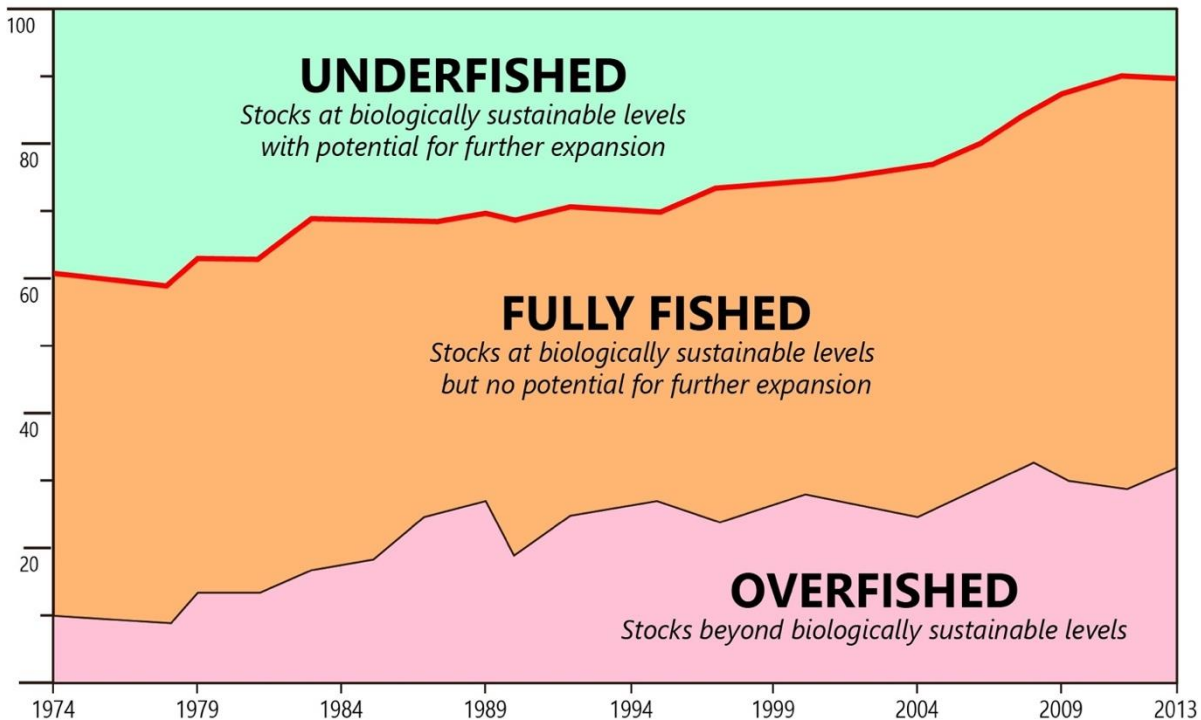 100
UNDERFISHED
Stocks at biologically sustainable levels
with potential for further expansion
80
60
FULLY FISHED
Stocks at biologically sustainable levels
but no potential for further expansion
40
20
OVERFISHED
Stocks beyond biologically sustainable levels
1974 1979 1984 1989 1994 1999 2004 2009 2013